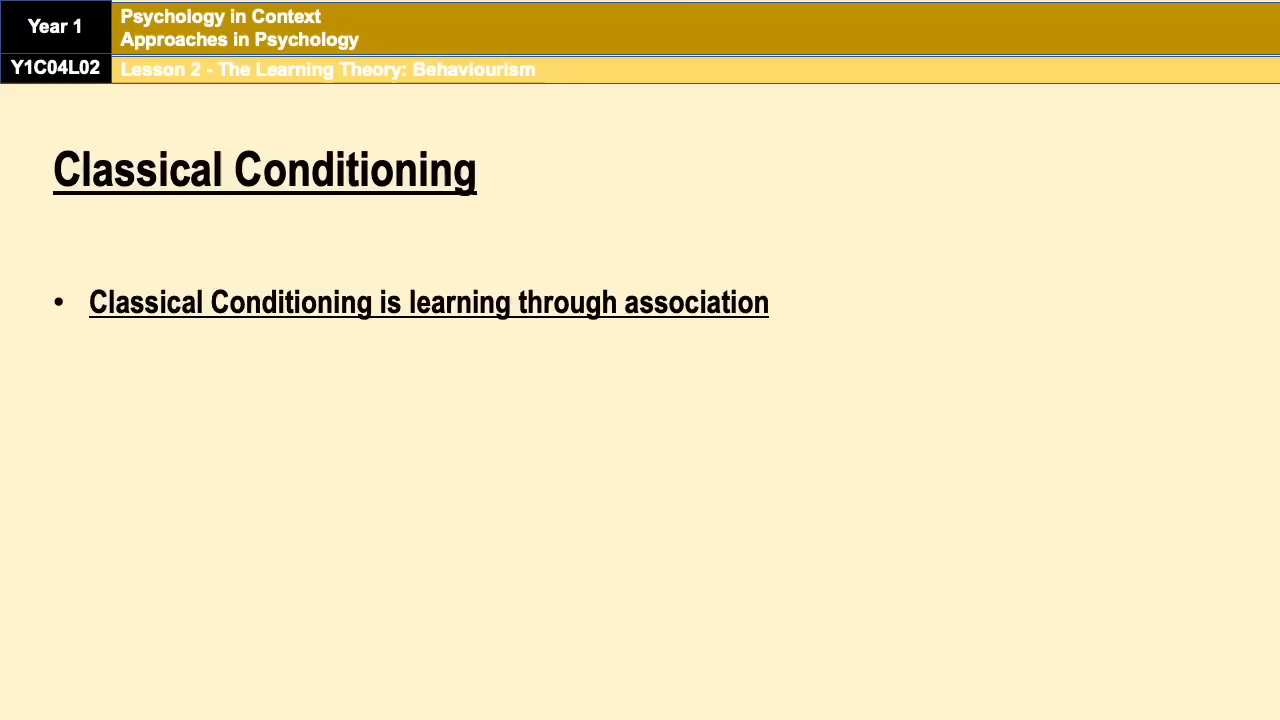 Year 1
Psychology in Context
Approaches in Psychology
Y1C04L02
Lesson 2 - The Learning Theory: Behaviourism
Classical Conditioning
• Classical Conditioning is learning through association